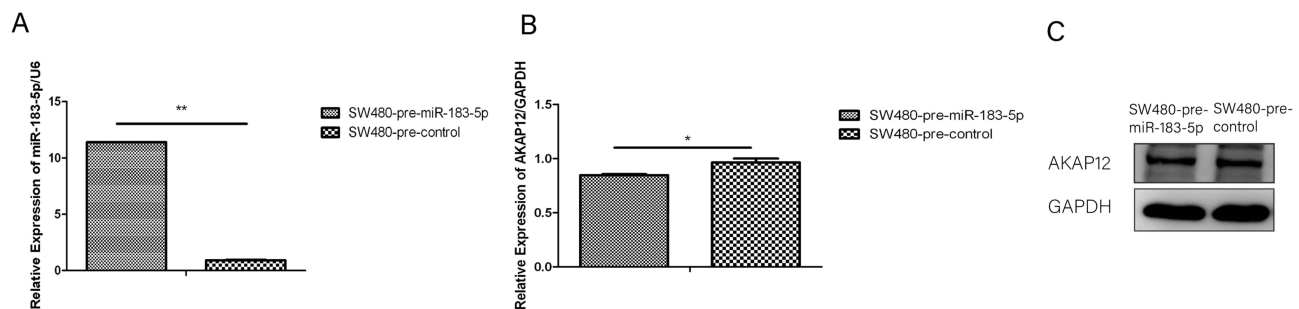 A
Relative Expression of miR-183-5p/U6
15
10
5
0
**
SW480-pre-miR-183-5p
SW480-pre-control
B
Relative Expression of AKAP12/GAPDH
1.5
1.0
0.5
0.0
*
SW480-pre-miR-183-5p
SW480-pre-control
C
SW480-pre-
miR-183-5p
SW480-pre-
control
AKAP12
GAPDH